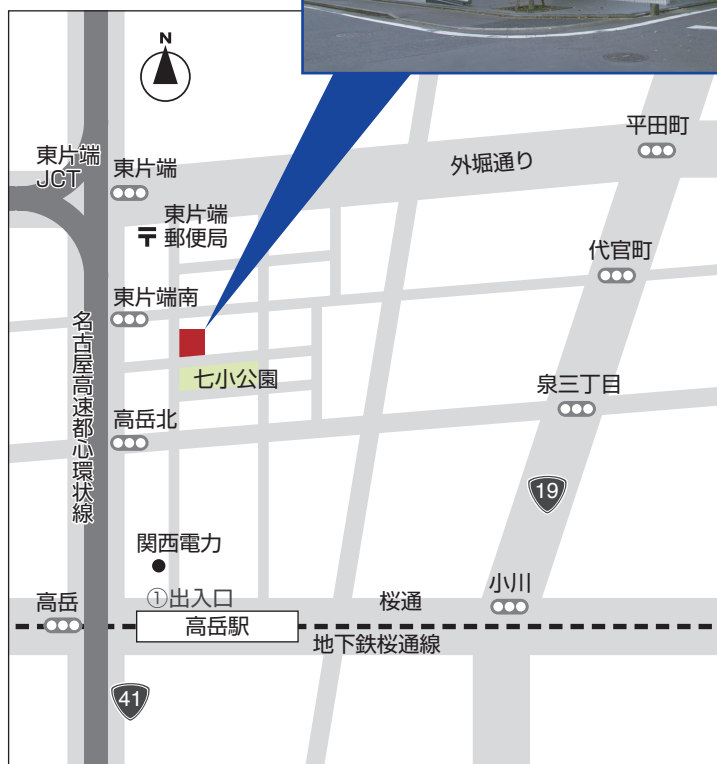 N
平田町
外堀通り
東片端
JCT
東片端
東片端
郵便局
代官町
東片端南
名古屋高速都心環状線
七小公園
泉三丁目
高岳北
19
関西電力
小川
①出入口
桜通
高岳
高岳駅
地下鉄桜通線
41